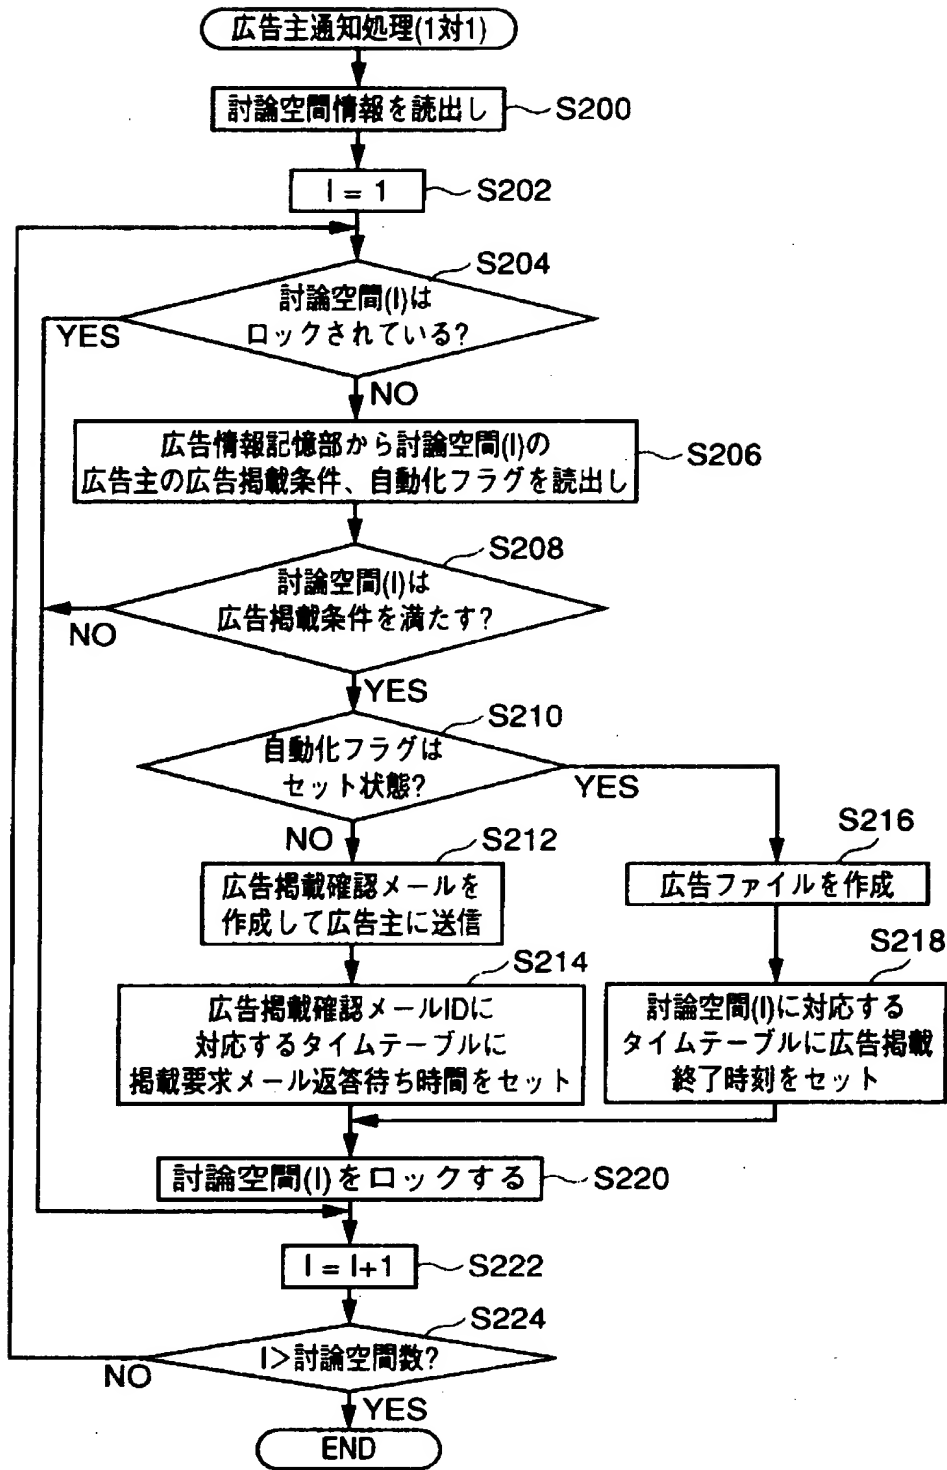 広告主通知処理(1対1)
討論空間情報を読出し
S200
I = 1
S202
S204
討論空間(I)は
ロックされている?
YES
NO
広告情報記憶部から討論空間(I)の
広告主の広告掲載条件、自動化フラグを読出し
S206
S208
討論空間(I)は
広告掲載条件を満たす?
NO
YES
S210
自動化フラグは
セット状態?
YES
NO
S212
広告掲載確認メールを
作成して広告主に送信
S216
広告ファイルを作成
S214
広告掲載確認メールIDに
対応するタイムテーブルに
掲載要求メール返答待ち時間をセット
S218
討論空間(I)に対応する
タイムテーブルに広告掲載
終了時刻をセット
討論空間(I)をロックする
S220
I = I+1
S222
S224
I>討論空間数?
NO
YES
END